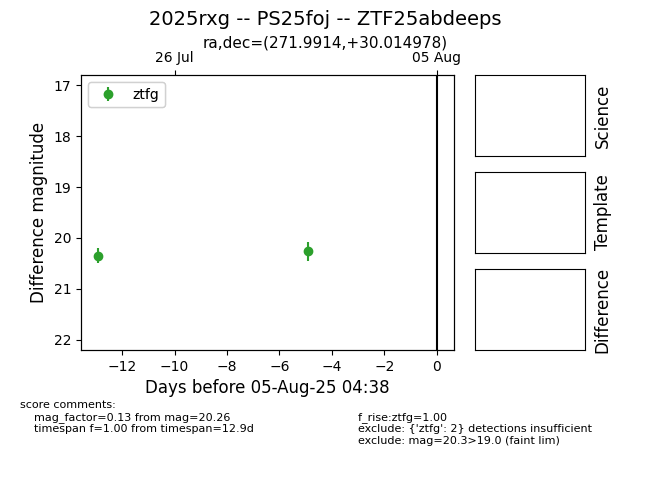 2025rxg -- PS25foj -- ZTF25abdeeps
ra,dec=(271.9914,+30.014978)
26 Jul
05 Aug
ztfg
17
18
19
20
21
22
Difference magnitude
−12
−10
−8
−6
−4
−2
0
Days before 05-Aug-25 04:38
Science
Template
Difference
score comments:
mag_factor=0.13 from mag=20.26
timespan f=1.00 from timespan=12.9d
f_rise:ztfg=1.00
exclude: {'ztfg': 2} detections insufficient
exclude: mag=20.3>19.0 (faint lim)